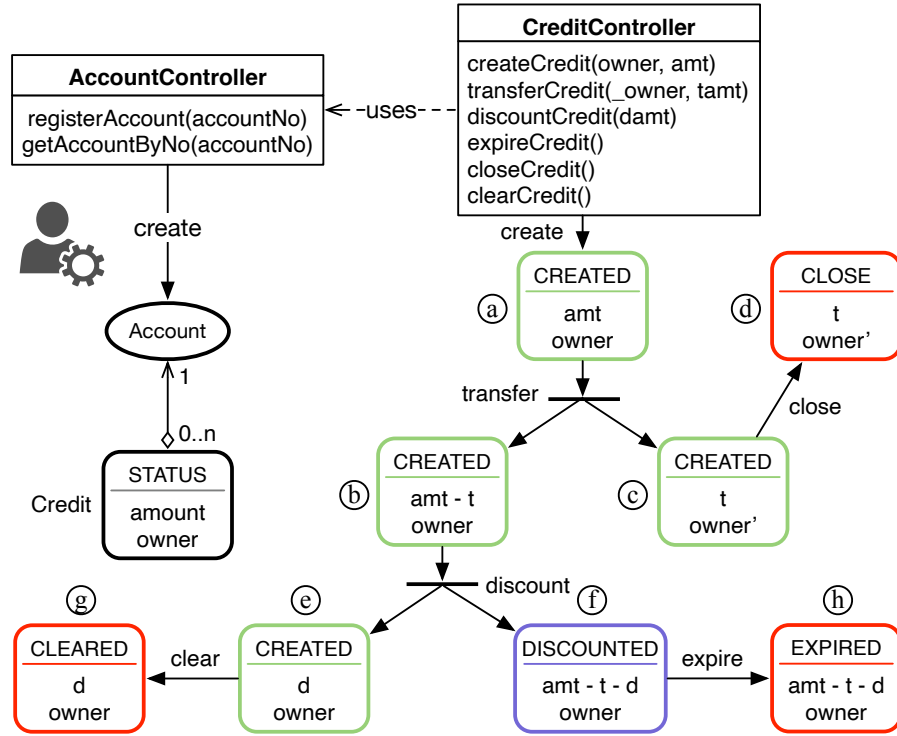 CreditController
createCredit(owner, amt)
transferCredit(_owner, tamt)
discountCredit(damt)
expireCredit()
closeCredit()
clearCredit()
AccountController
registerAccount(accountNo)
getAccountByNo(accountNo)
uses
create
create
a
CREATED
amt
owner
d
CLOSE
t
owner’
Account
1
0..n
Credit
STATUS
amount
owner
transfer
close
b
CREATED
amt - t
owner
c
CREATED
t
owner’
discount
g
CLEARED
d
owner
clear
e
CREATED
d
owner
f
DISCOUNTED
amt - t - d
owner
expire
h
EXPIRED
amt - t - d
owner